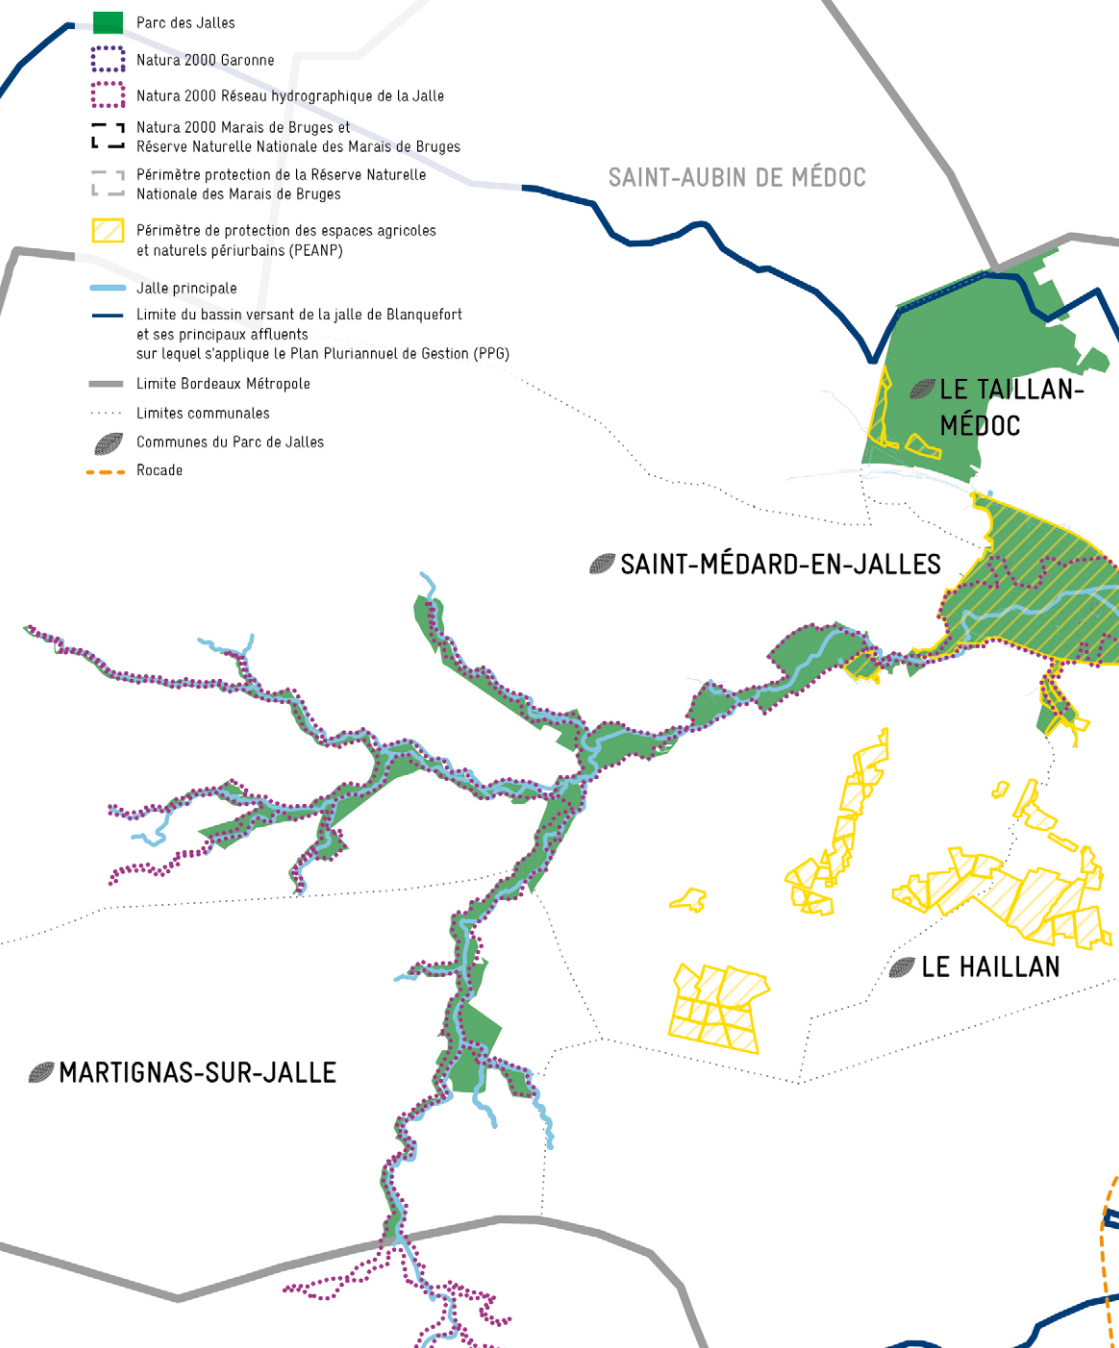 Parc des Jalles
Natura 2000 Garonne
Natura 2000 Réseau hydrographique de la Jalle
Natura 2000 Marais de Bruges et
Réserve Naturelle Nationale des Marais de Bruges
Périmètre protection de la Réserve Naturelle
Nationale des Marais de Bruges
Périmètre de protection des espaces agricoles
et naturels périurbains (PEANP)
Jalle principale
Limite du bassin versant de la jalle de Blanquefort
et ses principaux affluents
sur lequel s'applique le Plan Pluriannuel de Gestion (PPG)
Limite Bordeaux Métropole
Limites communales
Communes du Parc de Jalles
Rocade
SAINT-AUBIN DE MÉDOC
LE TAILLAN-
MÉDOC
SAINT-MÉDARD-EN-JALLES
LE HAILLAN
MARTIGNAS-SUR-JALLE